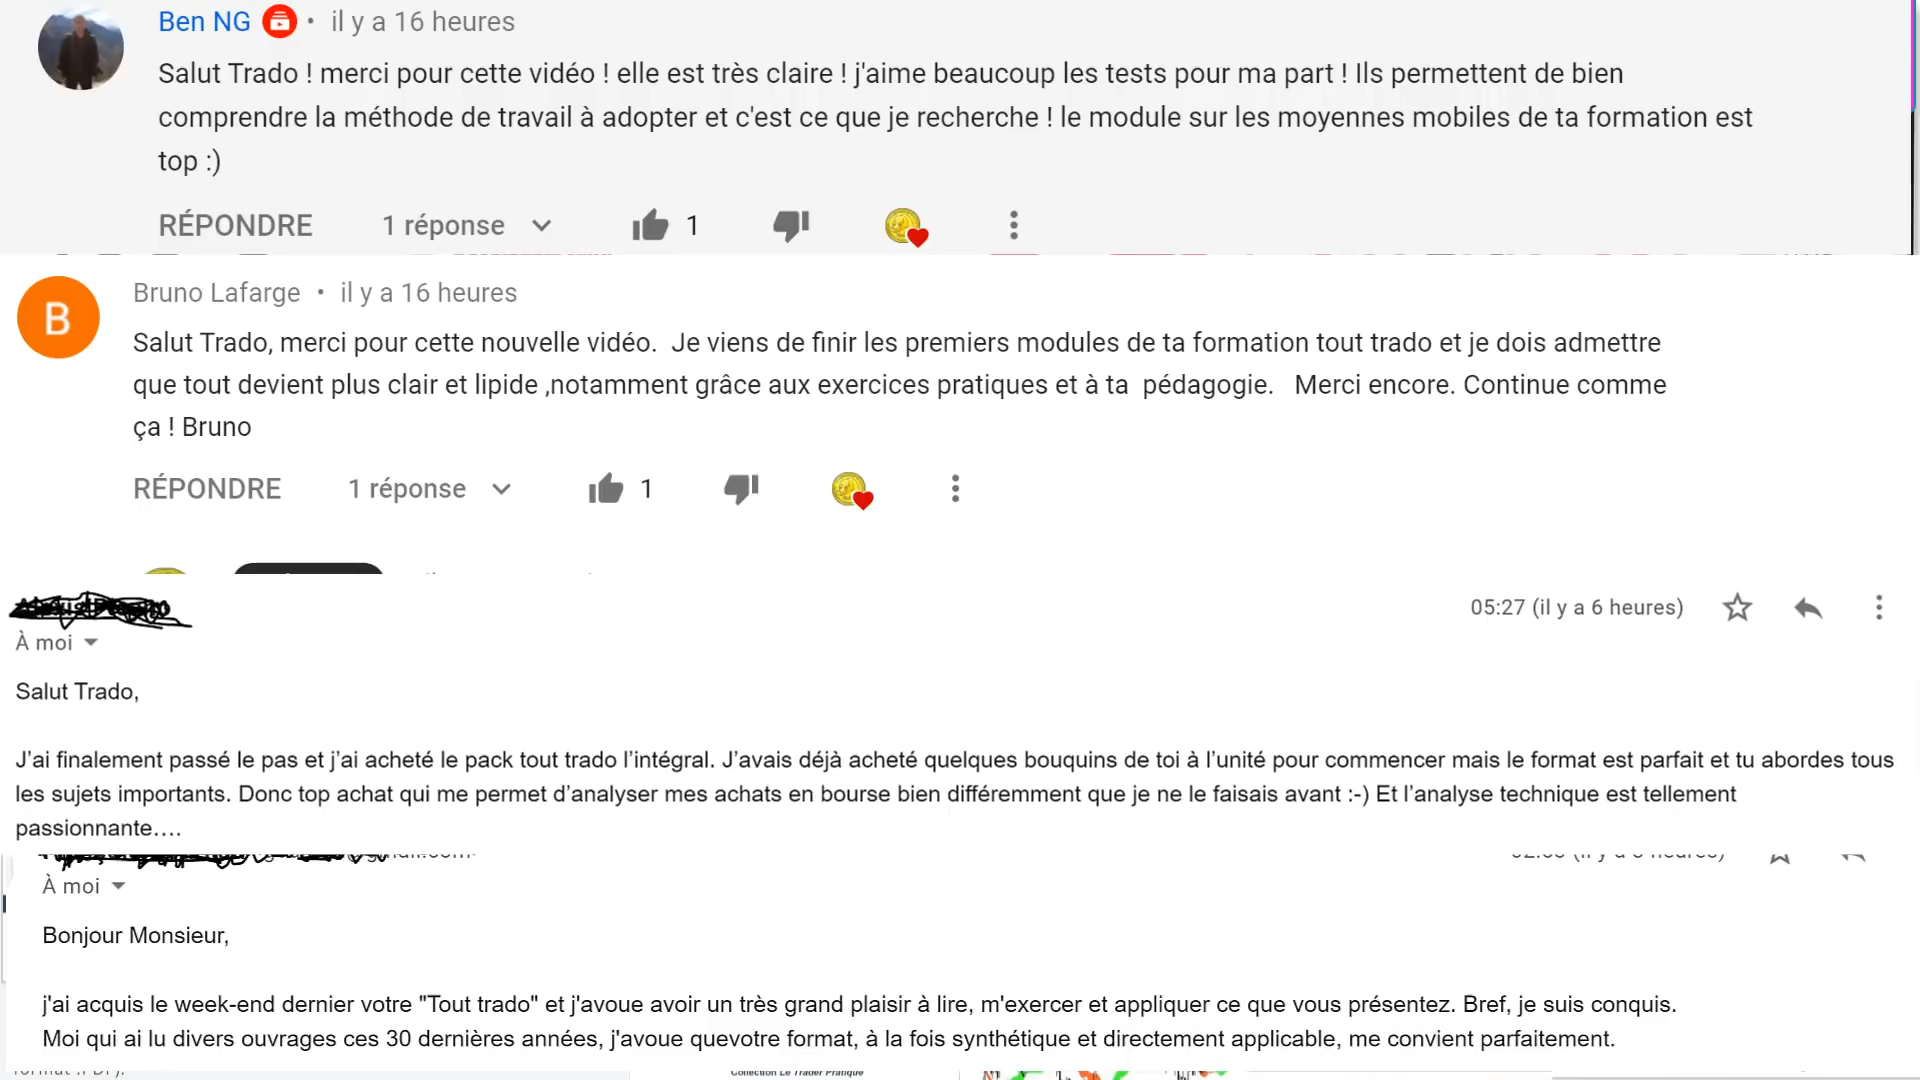 Ben NG • il y a 16 heures
Salut Trado ! merci pour cette vidéo ! elle est très claire ! j'aime beaucoup les tests pour ma part ! Ils permettent de bien
comprendre la méthode de travail à adopter et c'est ce que je recherche ! le module sur les moyennes mobiles de ta formation est
top :)
RÉPONDRE 1 réponse 1
Bruno Lafarge • il y a 16 heures
B
Salut Trado, merci pour cette nouvelle vidéo. Je viens de finir les premiers modules de ta formation tout trado et je dois admettre
que tout devient plus clair et lipide ,notamment grâce aux exercices pratiques et à ta pédagogie. Merci encore. Continue comme
ça ! Bruno
RÉPONDRE 1 réponse 1
05:27 (il y a 6 heures)
À moi
Salut Trado,
J’ai finalement passé le pas et j’ai acheté le pack tout trado l’intégral. J’avais déjà acheté quelques bouquins de toi à l’unité pour commencer mais le format est parfait et tu abordes tous
les sujets importants. Donc top achat qui me permet d’analyser mes achats en bourse bien différemment que je ne le faisais avant :-) Et l’analyse technique est tellement
passionnante….
À moi
Bonjour Monsieur,
j'ai acquis le week-end dernier votre "Tout trado" et j'avoue avoir un très grand plaisir à lire, m'exercer et appliquer ce que vous présentez. Bref, je suis conquis.
Moi qui ai lu divers ouvrages ces 30 dernières années, j'avoue quevotre format, à la fois synthétique et directement applicable, me convient parfaitement.
Collection Le Trader Pratique